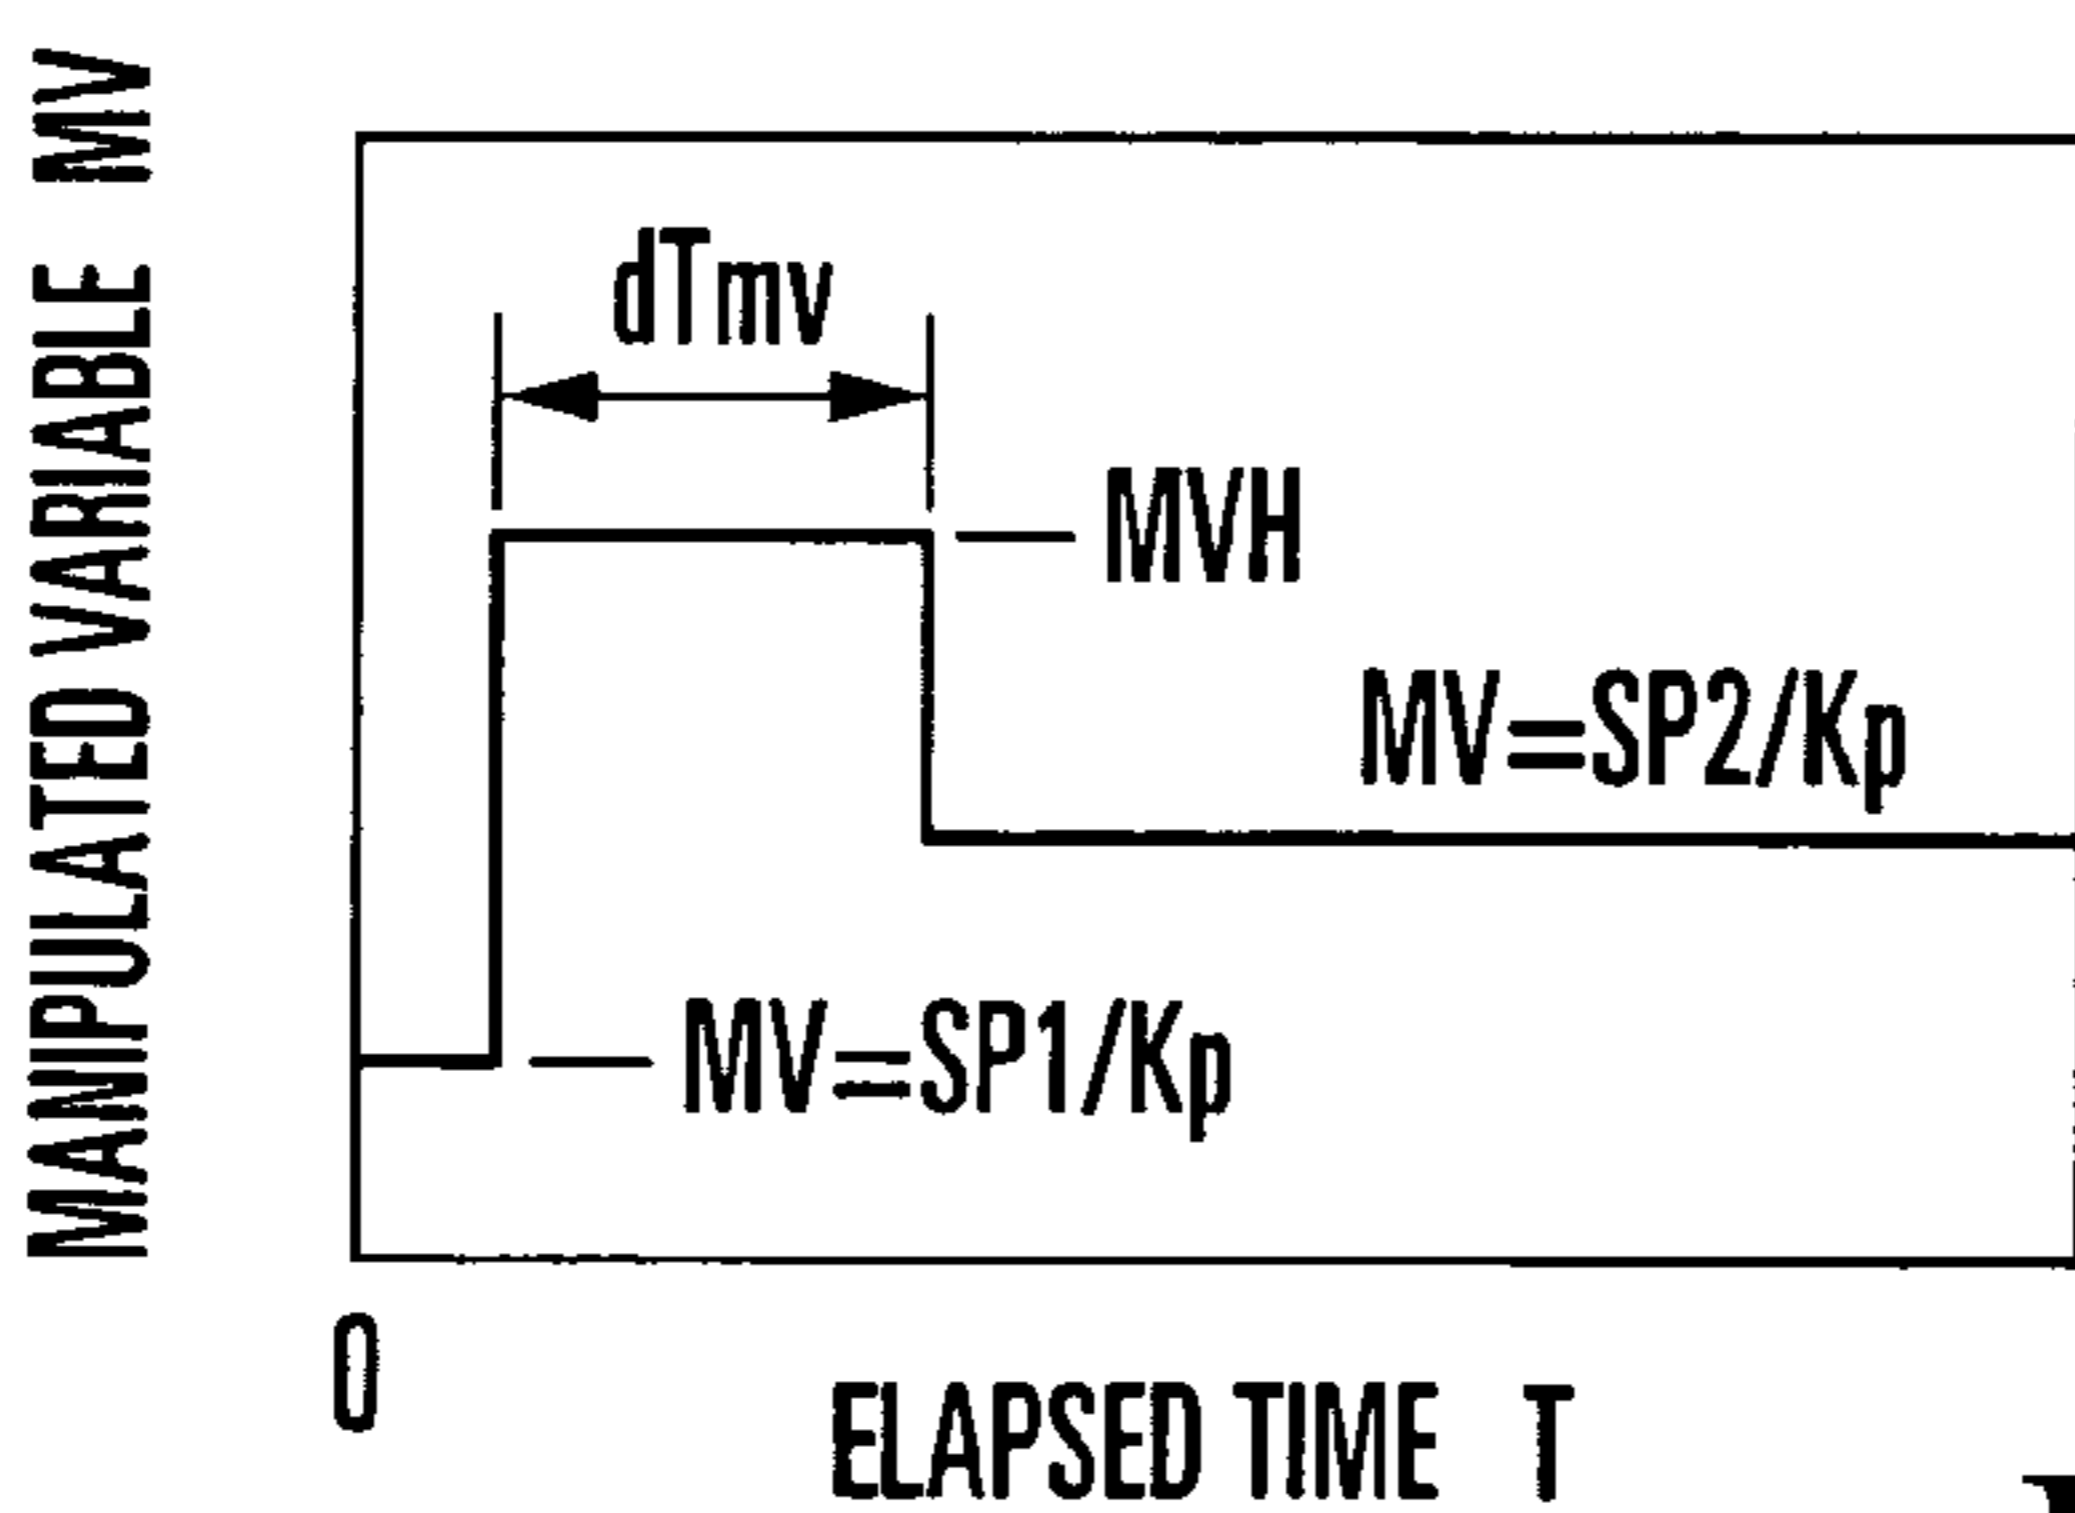 MANIPULATED VARIABLE MV
dTmv
MVH
MV=SP2/Kp
MV=SP1/Kp
0
ELAPSED TIME T